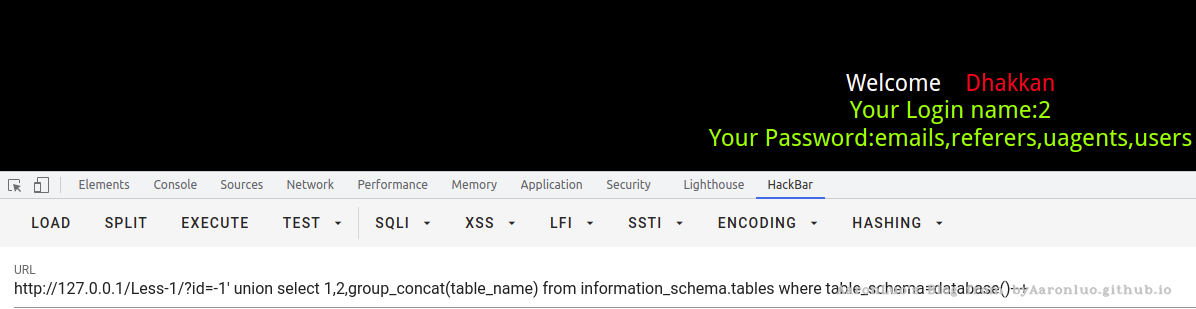 Welcome Dhakkan
Your Login name:2
Your Password:emails,referers,uagents,users
Elements Console Sources Network Performance Memory Application Security Lighthouse HackBar
LOAD SPLIT EXECUTE TEST SQLI XSS LFI SSTI ENCODING HASHING
URL
http://127.0.0.1/Less-1/?id=-1' union select 1,2,group_concat(table_name) from information_schema.tables where table_schema=database()--+
byAaronluo.github.io